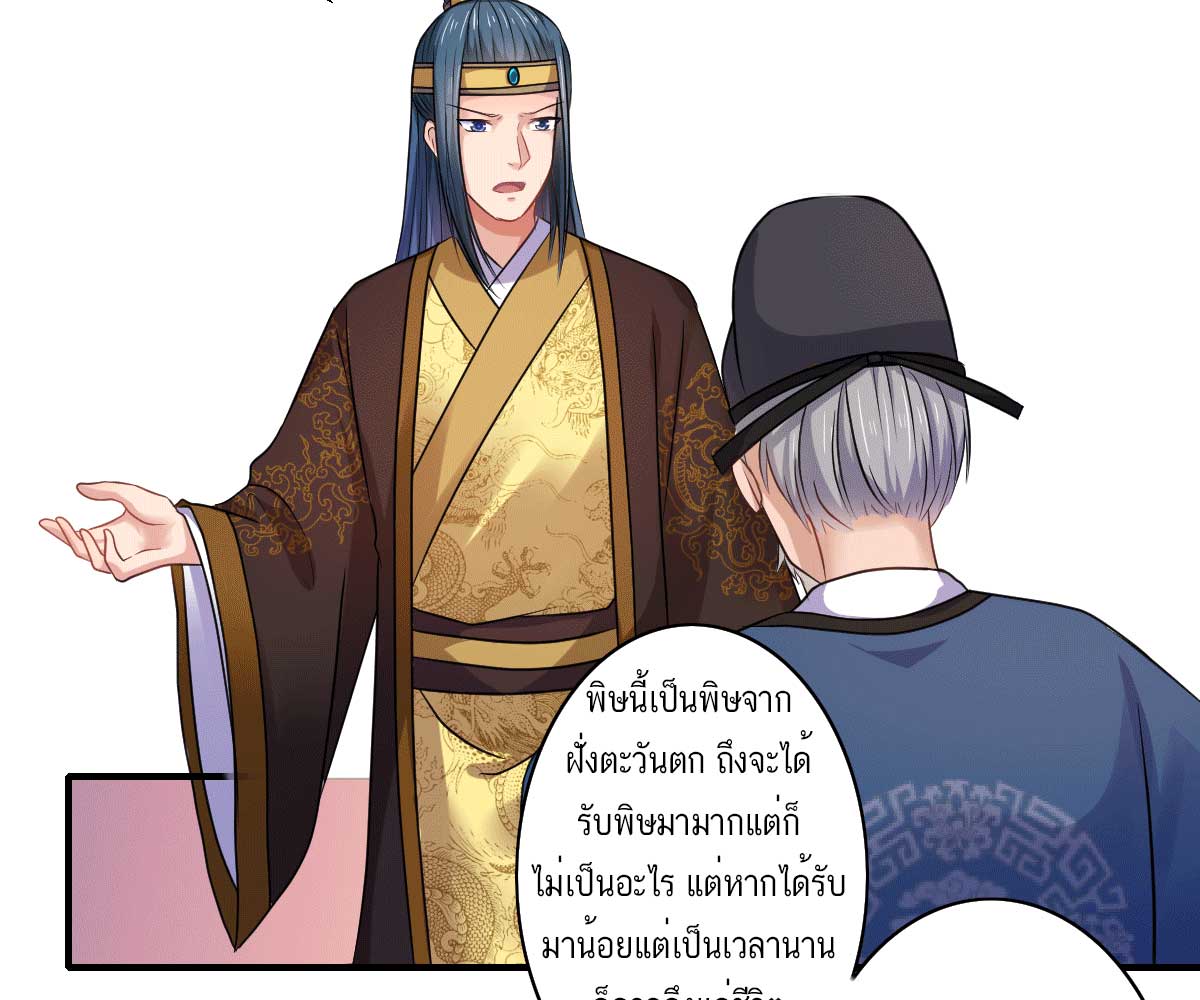 พิษนี้เป็นพิษจาก
ฝั่งตะวันตก ถึงจะได้
รับพิษมามากแต่ก็
ไม่เป็นอะไร แต่หากได้รับ
มาน้อยแต่เป็นเวลานาน